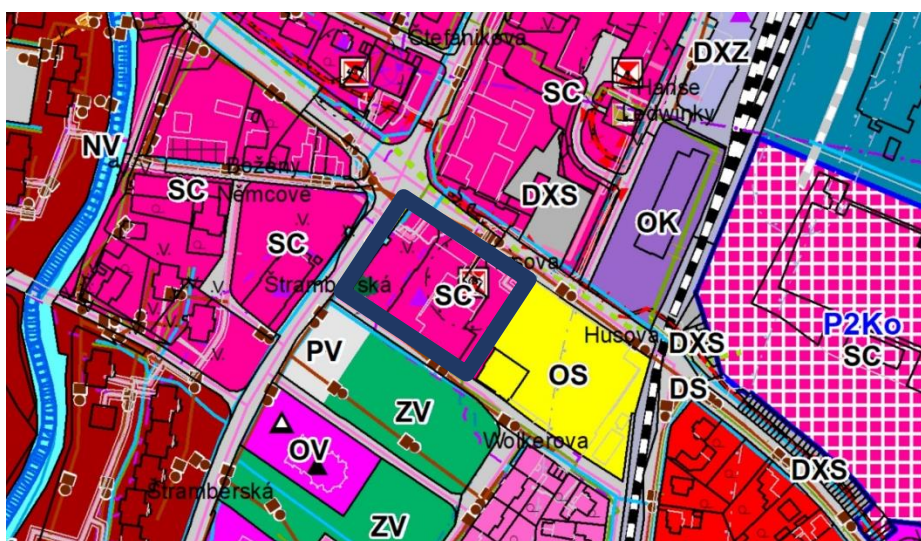 Štefánikova
DXZ
SC
Hanse
Ledwinky
NV
Boženy
Němcové
SC
DXS
OK
SC
Štramberská
SC
Husova
P2Ko
SC
DXS
PV
OS
DS
ZV
OV
Wolkerova
DXS
Štramberská
ZV